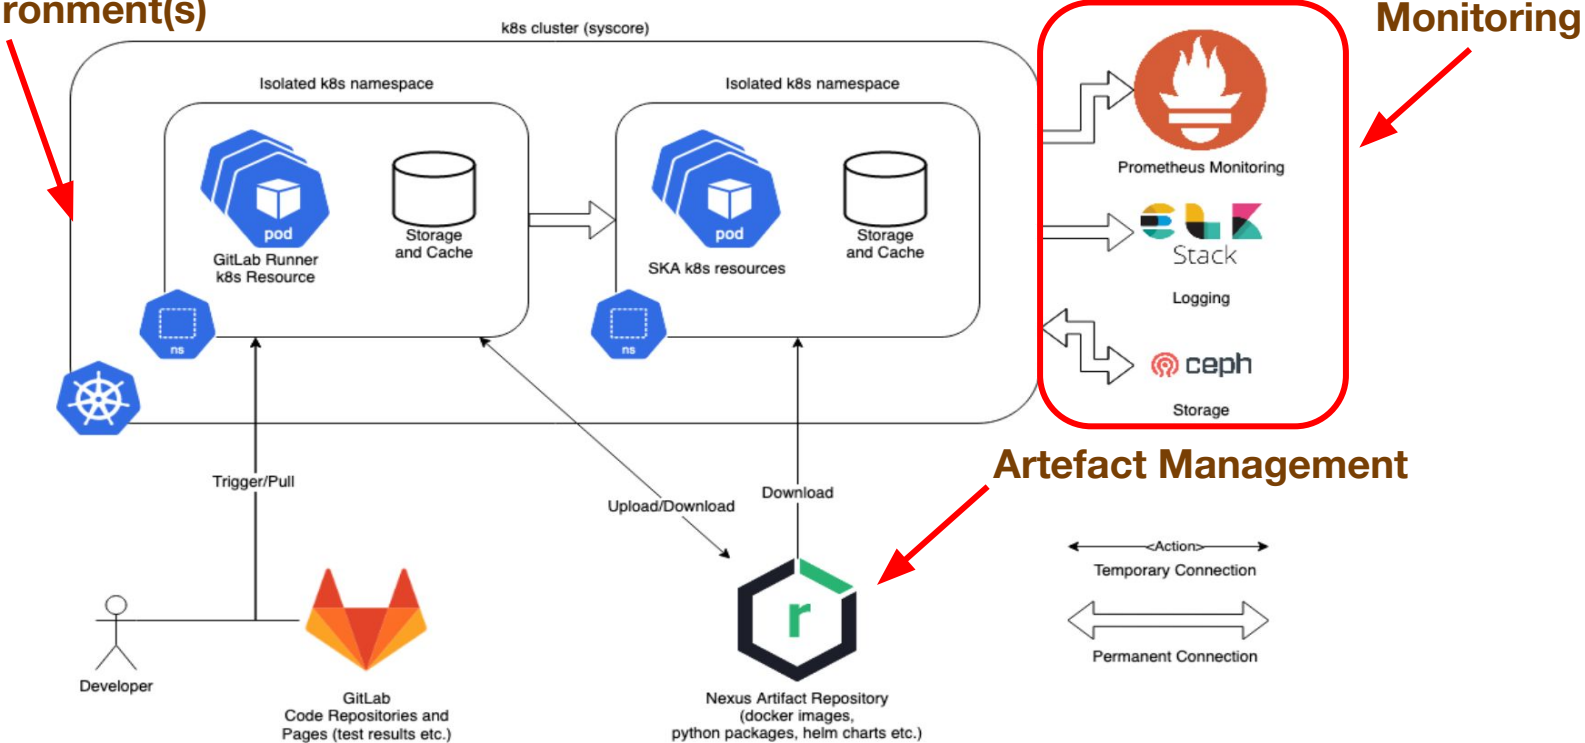 ronment(s)
Monitoring
k8s cluster (syscore)
Isolated k8s namespace
Isolated k8s namespace
pod
GitLab Runner
k8s Resource
Storage
and Cache
ns
pod
SKA k8s resources
Storage
and Cache
ns
Prometheus Monitoring
ELK
Stack
Logging
ceph
Storage
Artefact Management
Trigger/Pull
Upload/Download
Download
<Action>
Temporary Connection
Permanent Connection
r
Developer
GitLab
Code Repositories and
Pages (test results etc.)
Nexus Artifact Repository
(docker images,
python packages, helm charts etc.)